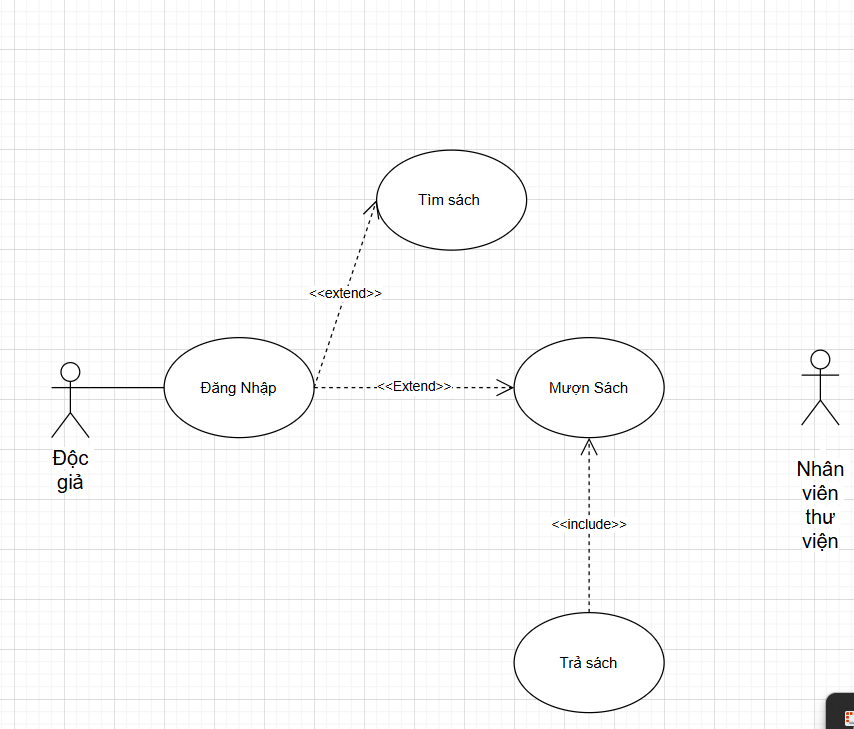 Tìm sách
<<extend>>
Đăng Nhập
<<Extend>>
Mượn Sách
Độc
giả
Nhân
viên
thư
viện
<<include>>
Trả sách